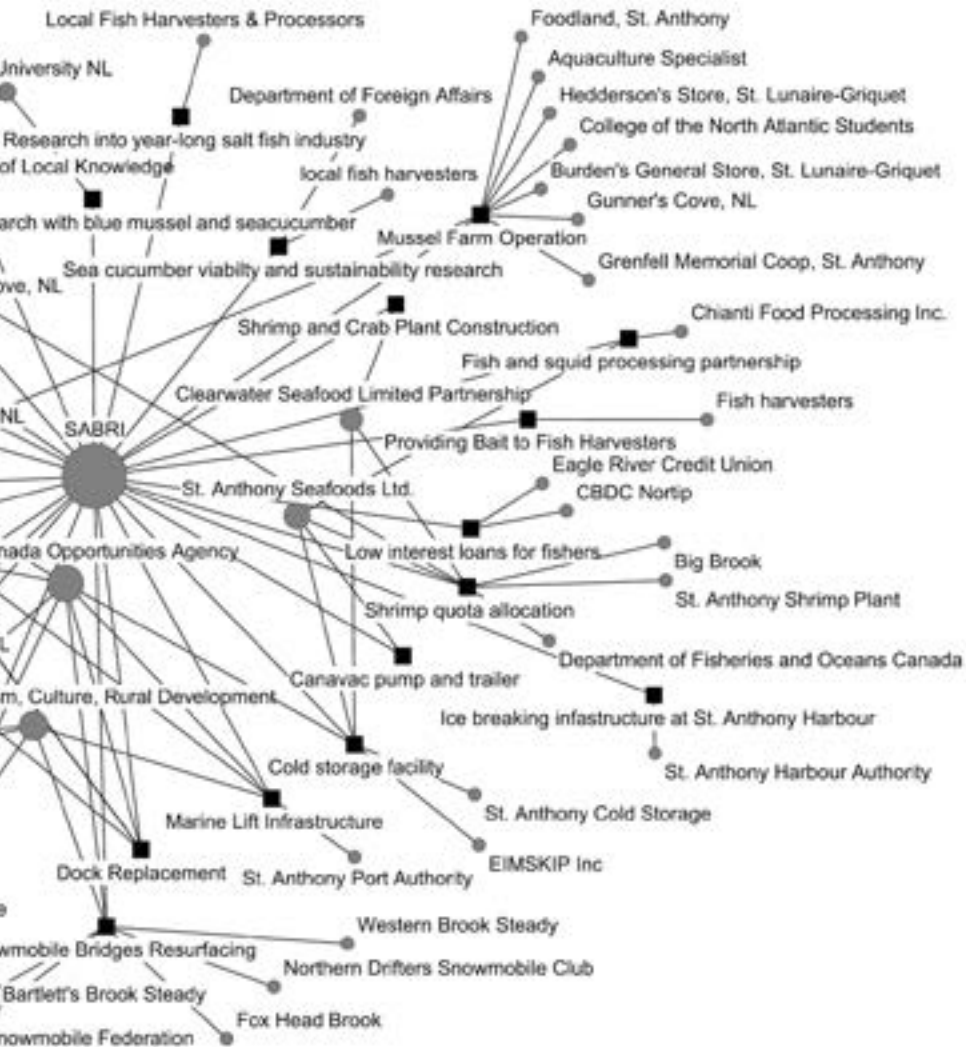 Local Fish Harvesters & Processors
Foodland, St. Anthony
University NL
Aquaculture Specialist
Department of Foreign Affairs
Hedderson's Store, St. Lunaire-Griquet
College of the North Atlantic Students
Research into year-long salt fish industry
of Local Knowledge
local fish harvesters
Burden's General Store, St. Lunaire-Griquet
Gunner's Cove, NL
arch with blue mussel and seacucumber
Mussel Farm Operation
Grenfell Memorial Coop, St. Anthony
Sea cucumber viabilty and sustainability research
ove, NL
Chianti Food Processing Inc.
Shrimp and Crab Plant Construction
Fish and squid processing partnership
Clearwater Seafood Limited Partnership
Fish harvesters
NL
SABRI
Providing Bait to Fish Harvesters
Eagle River Credit Union
St. Anthony Seafoods Ltd.
CBDC Nortip
nada Opportunities Agency
Low interest loans for fishers
Big Brook
St. Anthony Shrimp Plant
Shrimp quota allocation
L
Department of Fisheries and Oceans Canada
Canavac pump and trailer
m, Culture, Rural Development
Ice breaking infastructure at St. Anthony Harbour
Cold storage facility
St. Anthony Harbour Authority
St. Anthony Cold Storage
Marine Lift Infrastructure
EIMSKIP Inc
Dock Replacement
St. Anthony Port Authority
e
Western Brook Steady
wmobile Bridges Resurfacing
Northern Drifters Snowmobile Club
Bartlett's Brook Steady
Fox Head Brook
nowmobile Federation